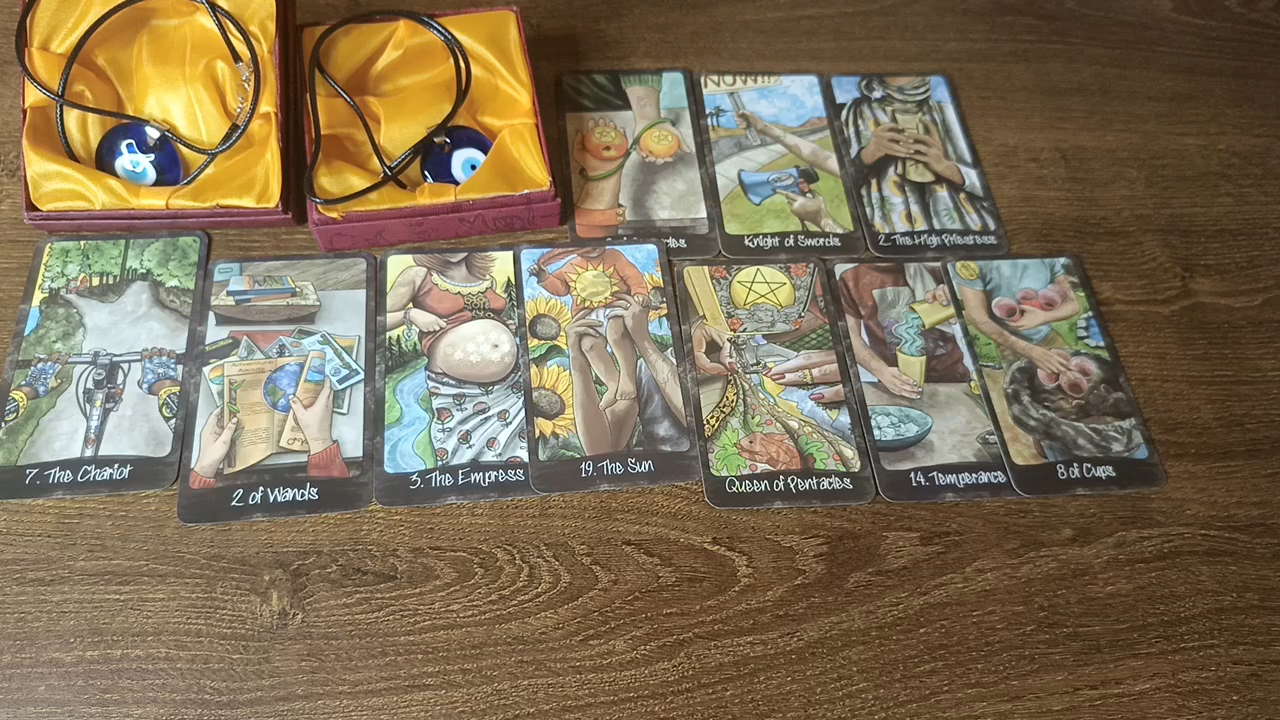 NOW!!
Knight of Swords
2. The High Priestess
7. The Chariot
2 of Wands
3. The Empress
19. The Sun
Queen of Pentacles
14. Temperance
8 of Cups